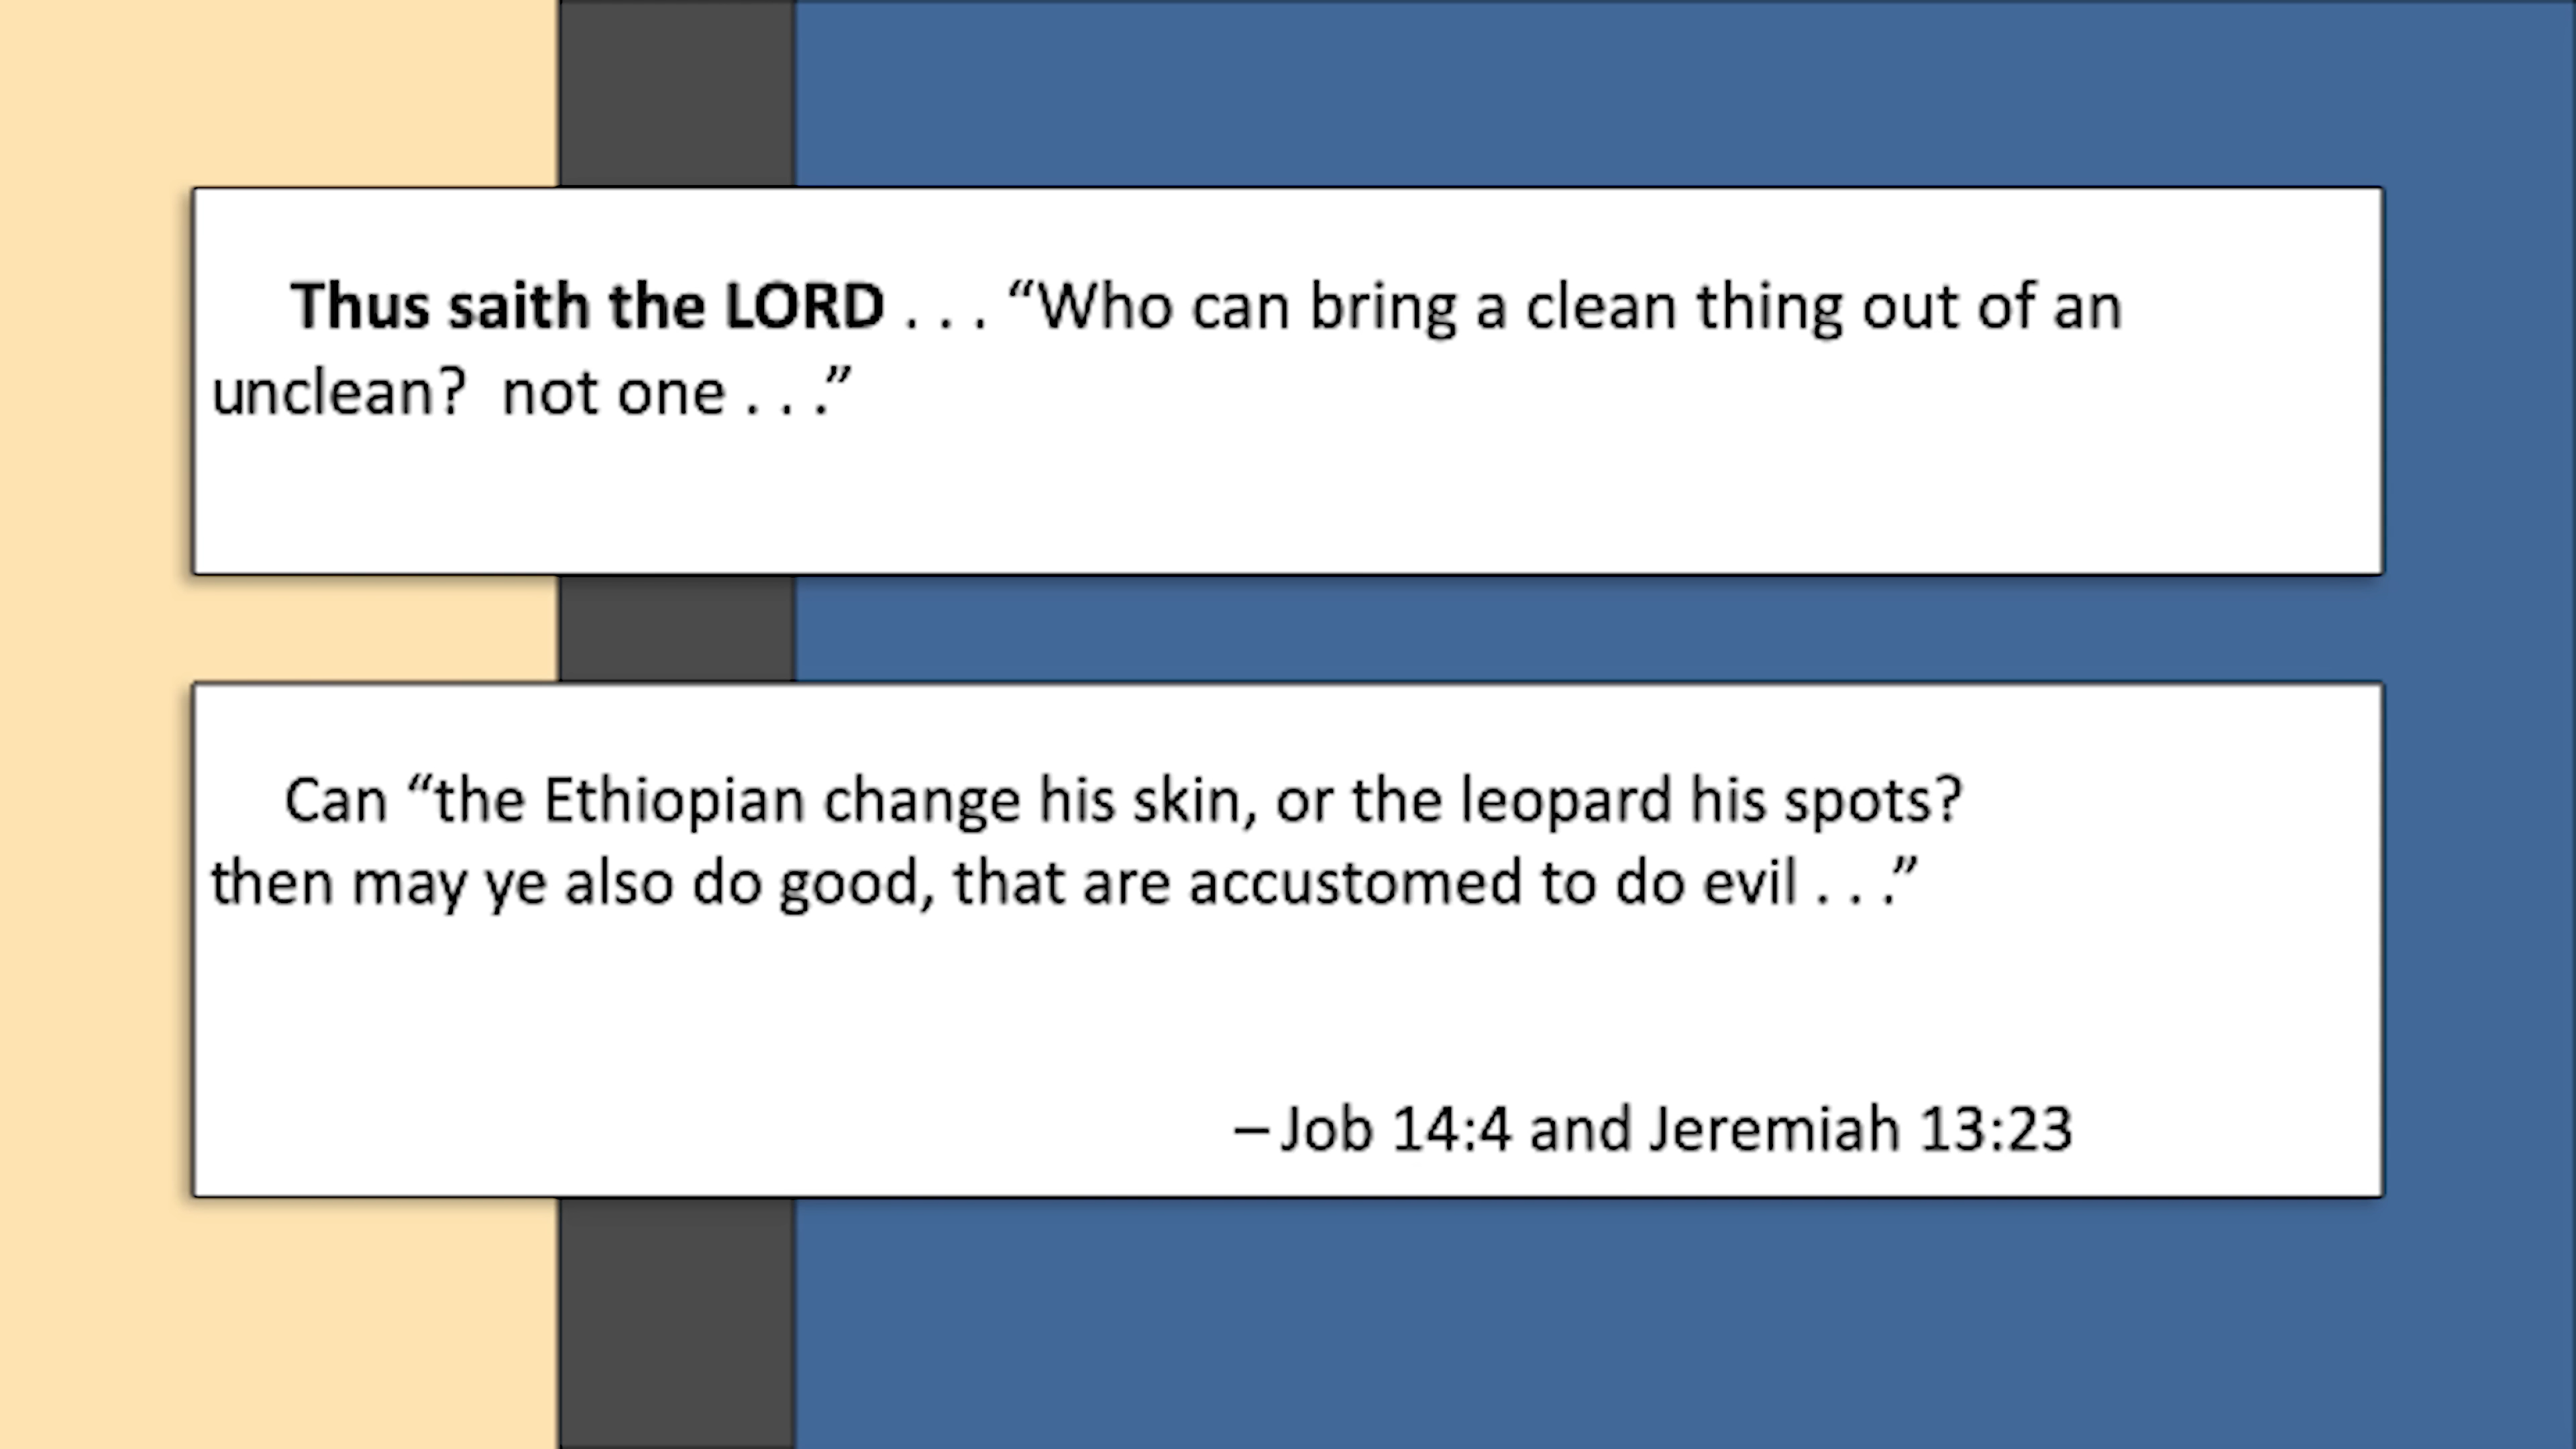 Thus saith the LORD . . . “Who can bring a clean thing out of an
unclean?  not one . . .”
Can “the Ethiopian change his skin, or the leopard his spots?
then may ye also do good, that are accustomed to do evil . . .”
– Job 14:4 and Jeremiah 13:23